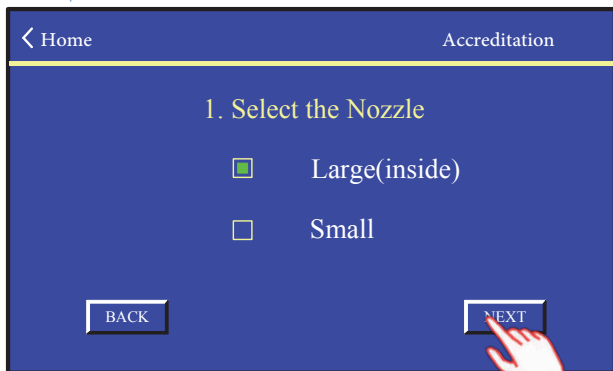 Home
Accreditation
1. Select the Nozzle
Large(inside)
Small
BACK
NEXT